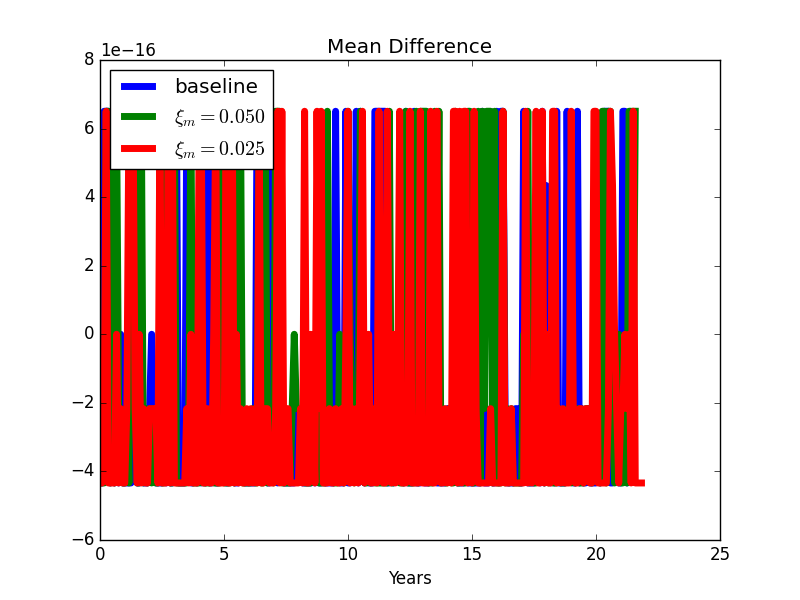 Mean Difference
1e−16
8
6
4
2
0
−2
−4
−6
baseline
ξm = 0.050
ξm = 0.025
0 5 10 15 20 25
Years